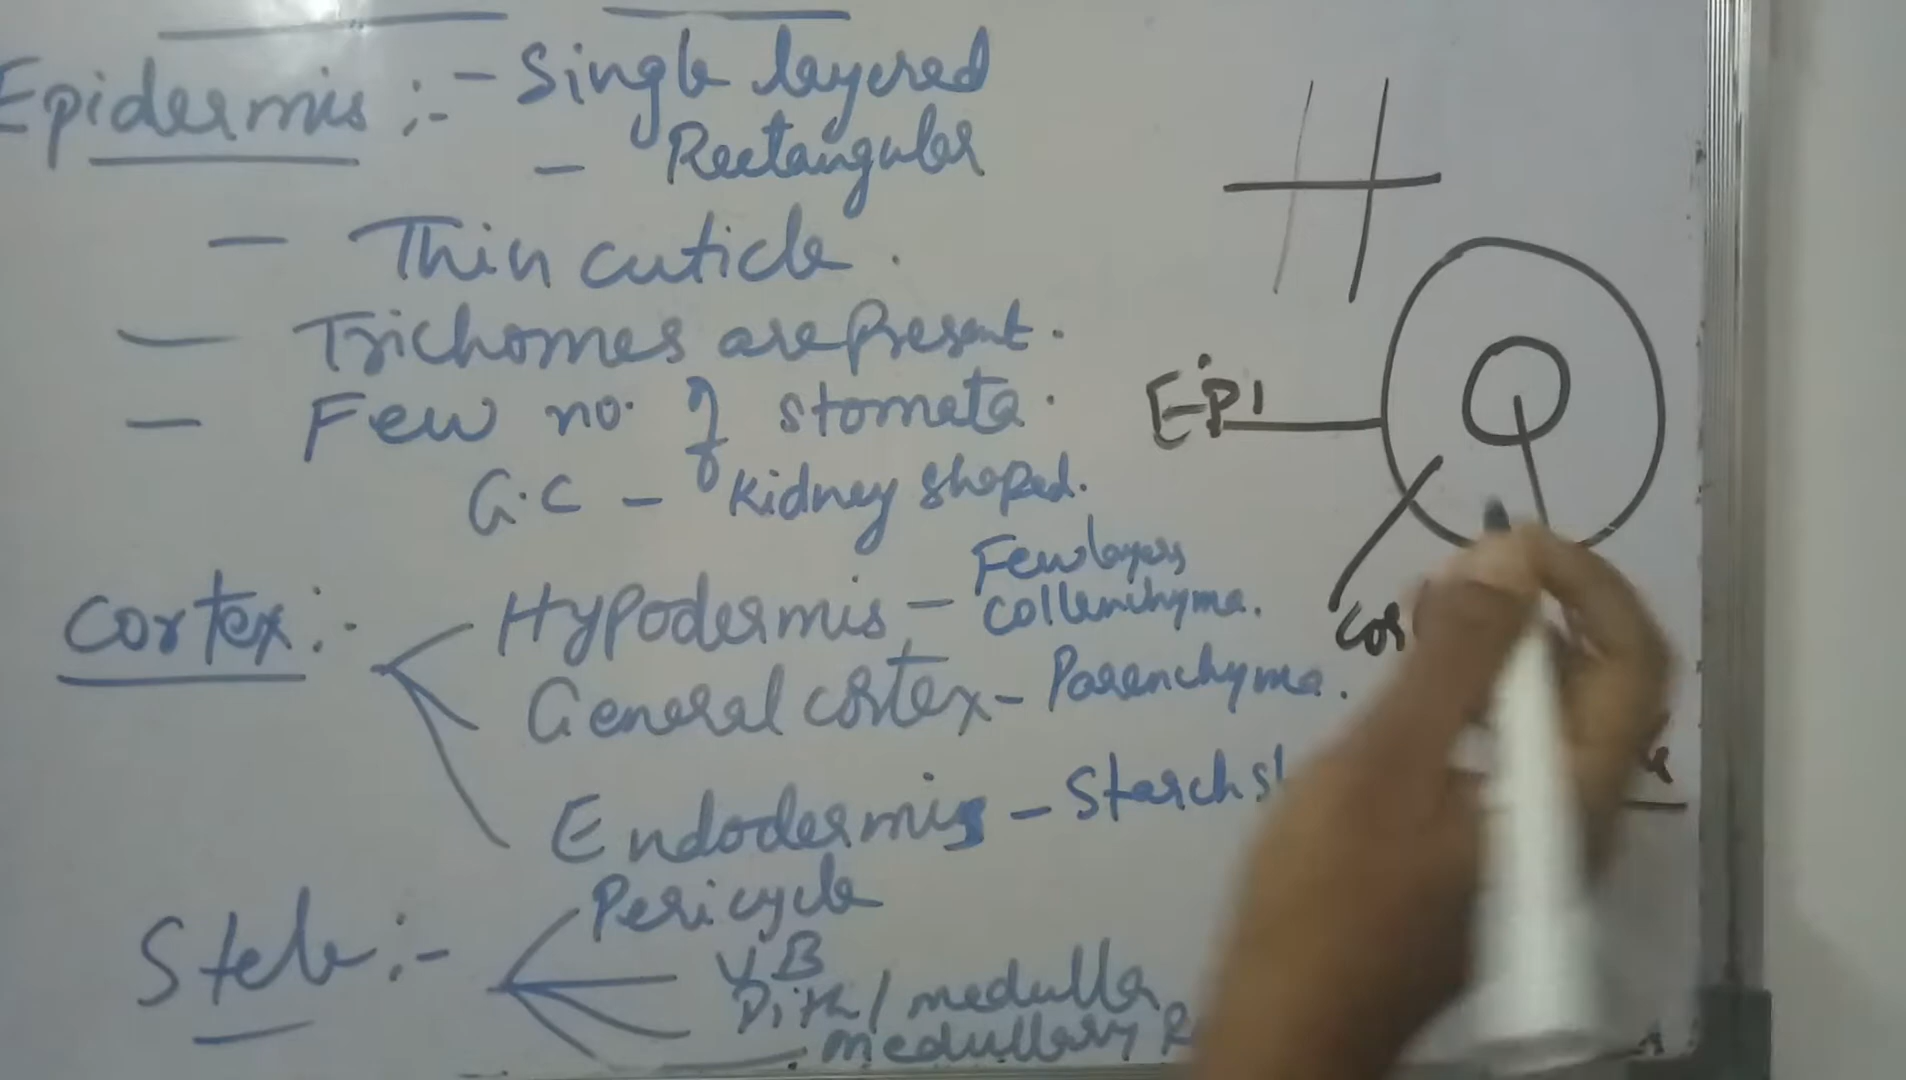 Epidermis :- - Single layered
- Rectangular
- Thin cuticle.
- Trichomes are Present.
- Few no. of stomata.
G.C - Kidney shaped.
Cortex :-
Hypodermis - Few layers
Collenchyma.
General cortex - Parenchyma.
Endodermis - Starch
Stele :-
Pericycle
V B
Pith / medulla
medullary
EPI